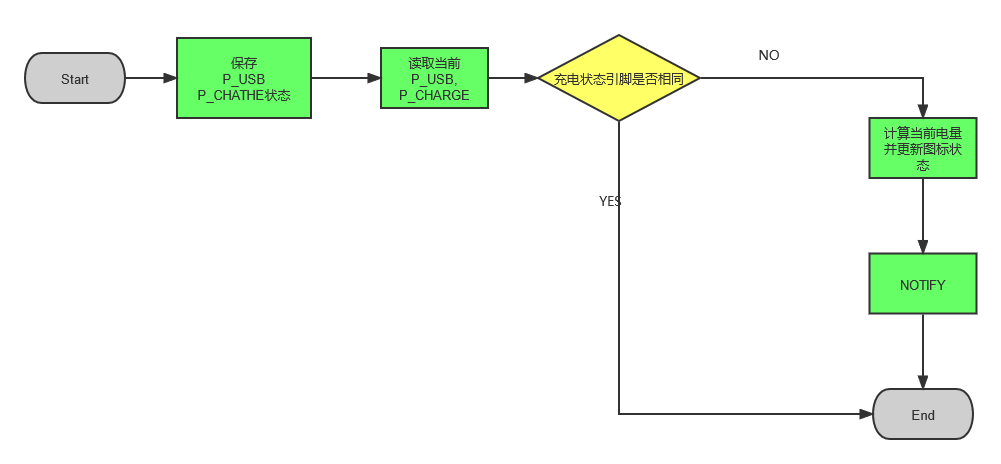 Start
保存
P_USB
P_CHATHE状态
读取当前
P_USB,
P_CHARGE
充电状态引脚是否相同
NO
YES
计算当前电量
并更新图标状
态
NOTIFY
End